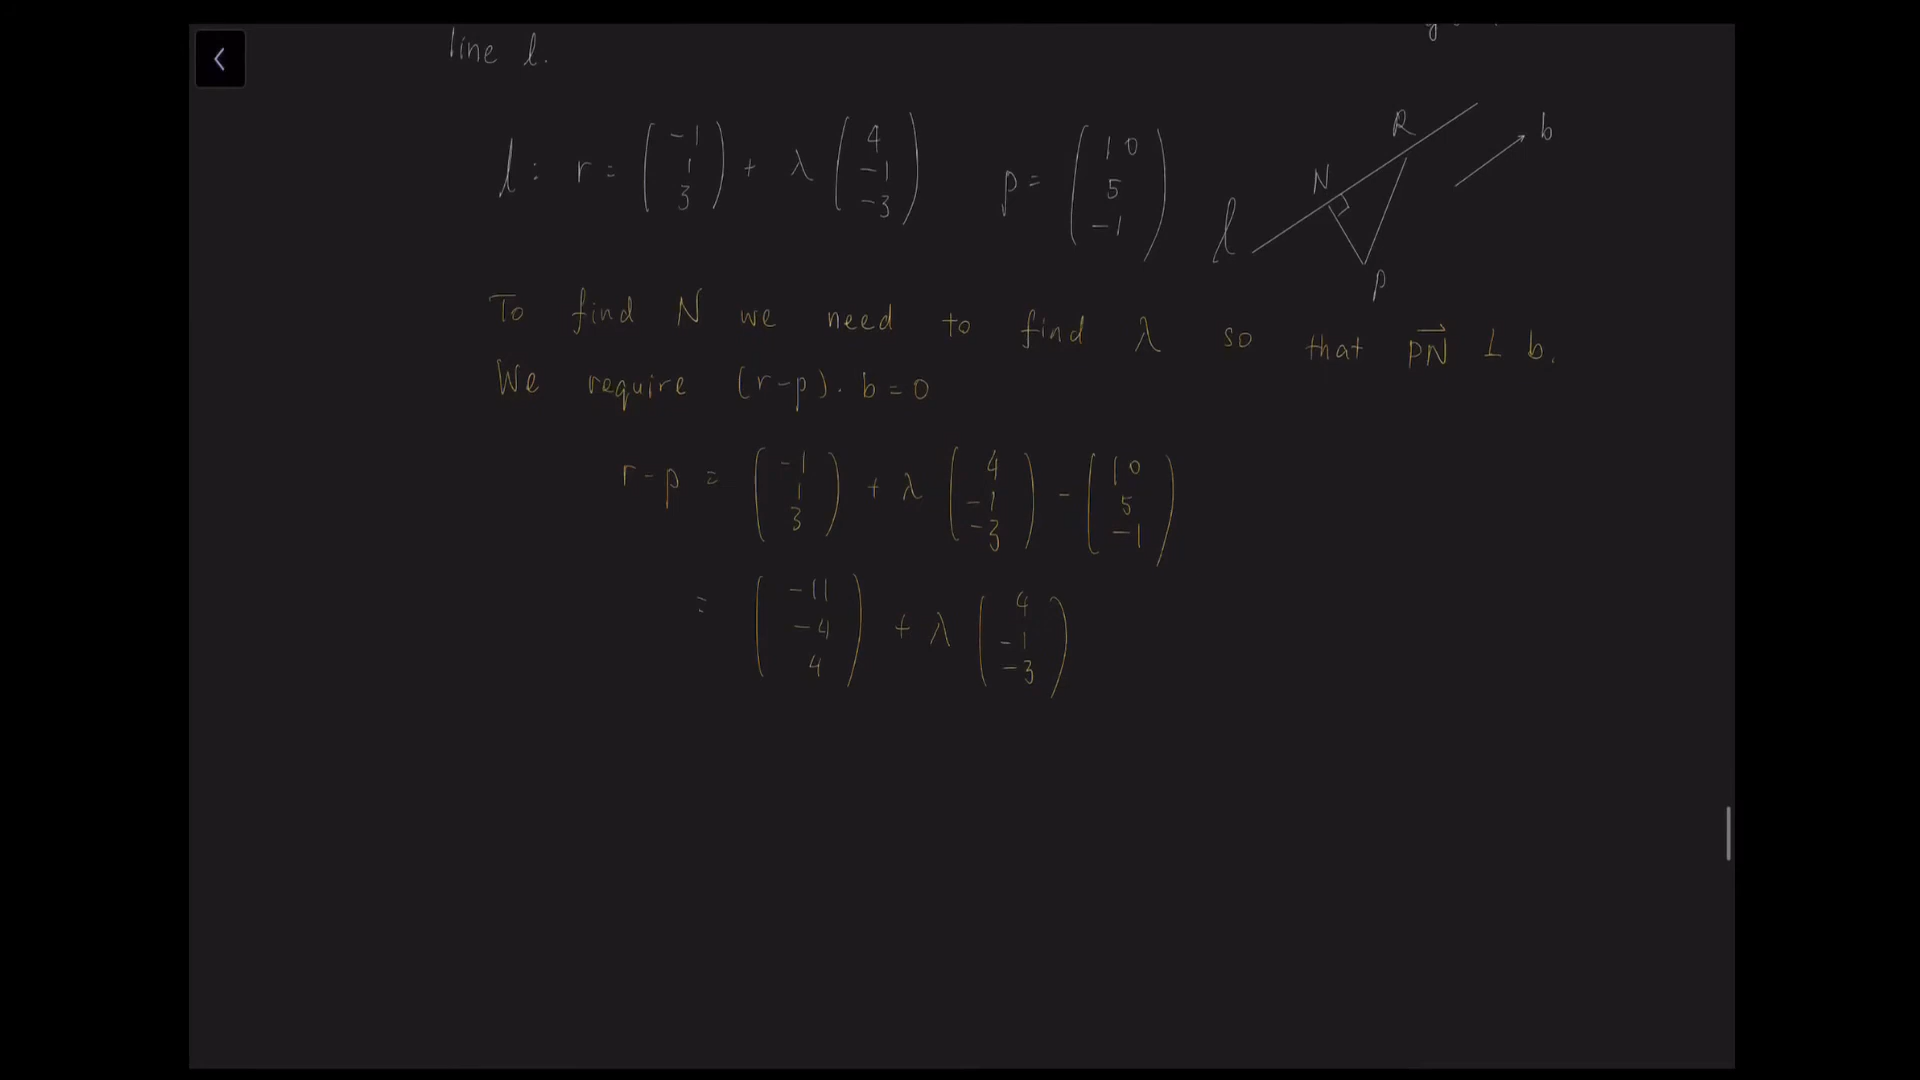 line l.
l: r = (-1 1 3) + λ (4 -1 -3) p = (10 5 -1)
R
b
N
l
P
To find N we need to find λ so that PN ⊥ b.
We require (r-p). b = 0
r-p = (-1 1 3) + λ (4 -1 -3) - (10 5 -1)
= (-11 -4 4) + λ (4 -1 -3)